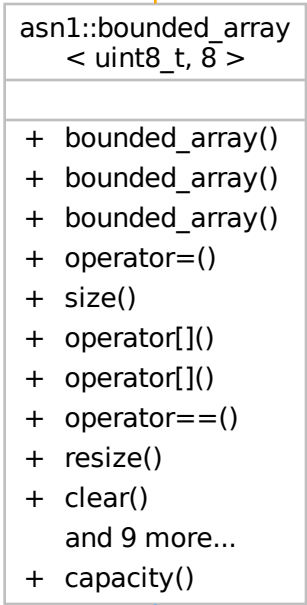 asn1::bounded_array
< uint8_t, 8 >
+ bounded_array()
+ bounded_array()
+ bounded_array()
+ operator=()
+ size()
+ operator[]()
+ operator[]()
+ operator==()
+ resize()
+ clear()
and 9 more...
+ capacity()